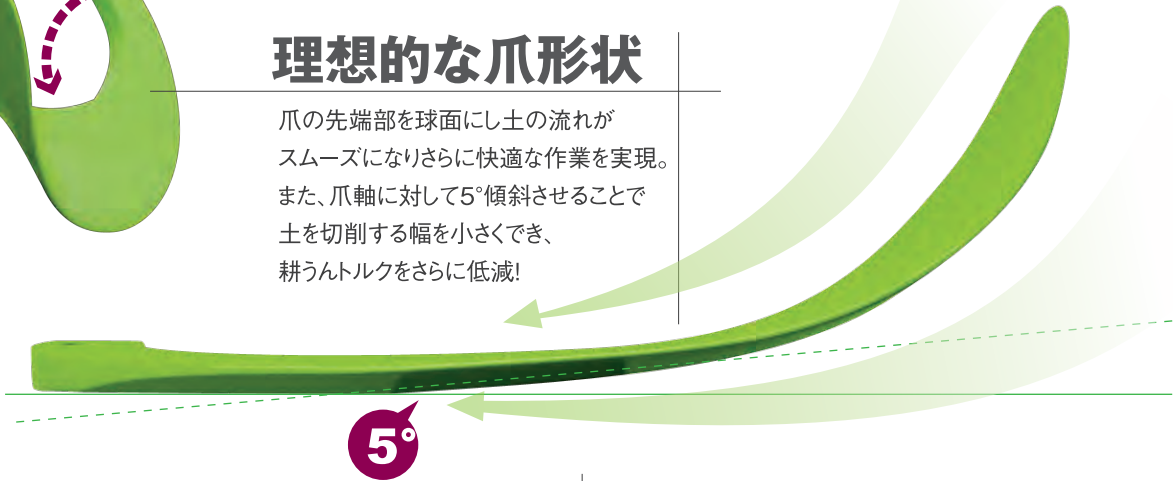 理想的な爪形状
爪の先端部を球面にし土の流れが
スムーズになりさらに快適な作業を実現。
また、爪軸に対して5°傾斜させることで
土を切削する幅を小さくでき、
耕うんトルクをさらに低減!
5°